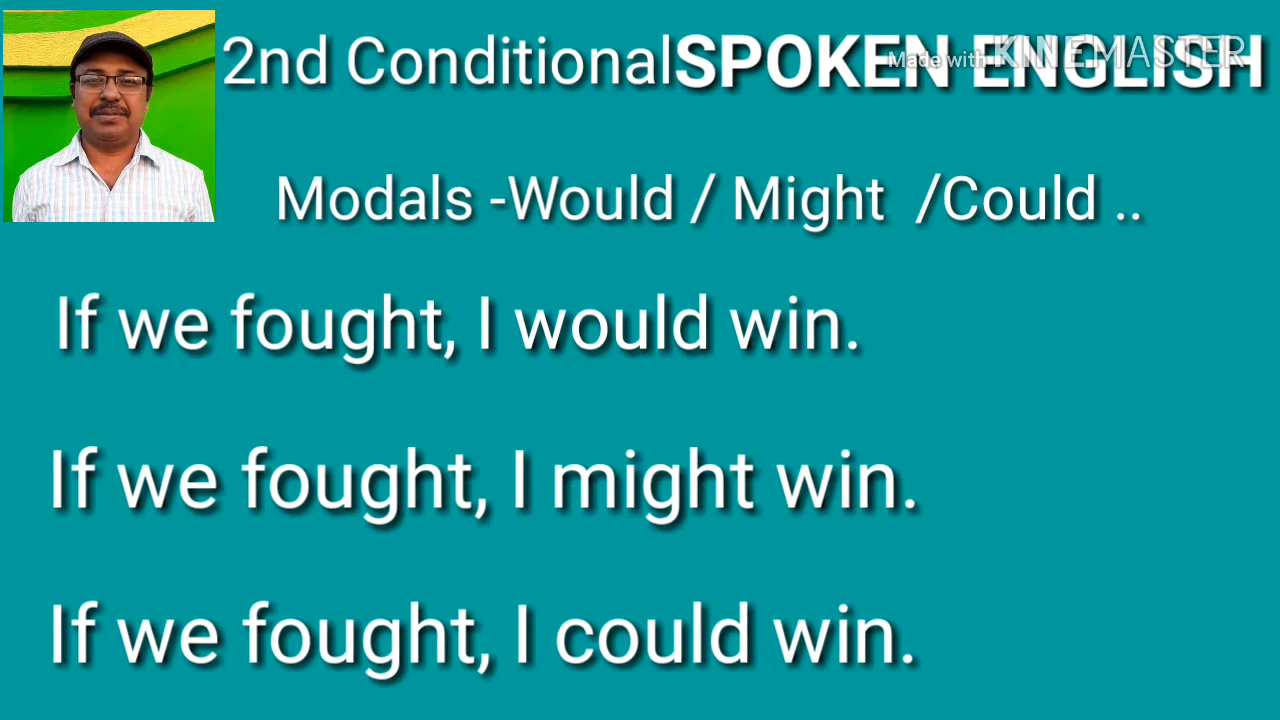 2nd Conditional SPOKEN ENGLISH
Made with KINEMASTER
Modals -Would / Might /Could ..
If we fought, I would win.
If we fought, I might win.
If we fought, I could win.